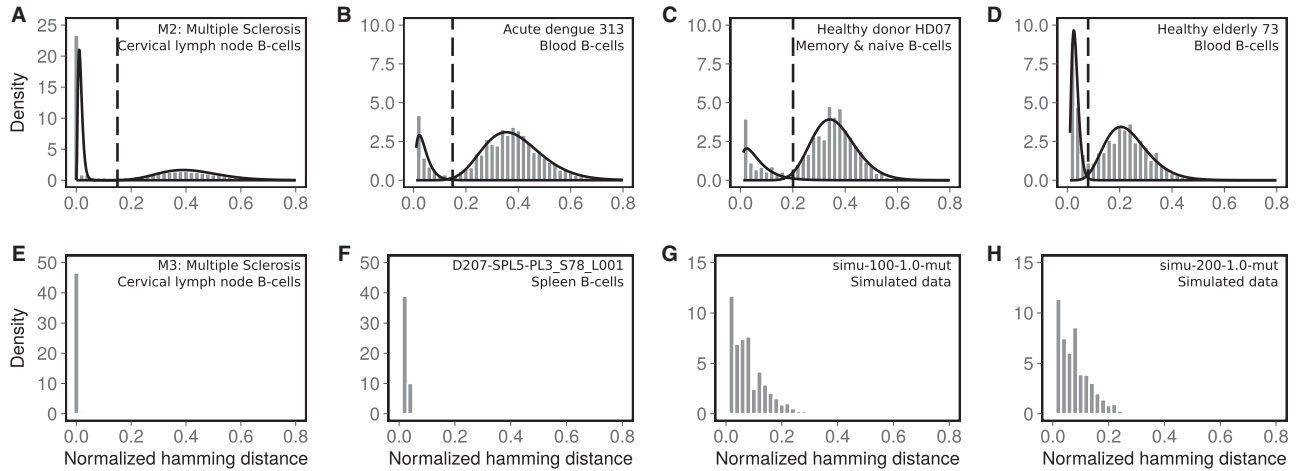 A
M2: Multiple Sclerosis
Cervical lymph node B-cells
Density
25
20
15
10
5
0
0.0 0.2 0.4 0.6 0.8
B
Acute dengue 313
Blood B-cells
10.0
7.5
5.0
2.5
0.0
0.0 0.2 0.4 0.6 0.8
C
Healthy donor HD07
Memory & naive B-cells
10.0
7.5
5.0
2.5
0.0
0.0 0.2 0.4 0.6 0.8
D
Healthy elderly 73
Blood B-cells
10.0
7.5
5.0
2.5
0.0
0.0 0.2 0.4 0.6 0.8
E
M3: Multiple Sclerosis
Cervical lymph node B-cells
Density
50
40
30
20
10
0
0.0 0.2 0.4 0.6 0.8
Normalized hamming distance
F
D207-SPL5-PL3_S78_L001
Spleen B-cells
50
40
30
20
10
0
0.0 0.2 0.4 0.6 0.8
Normalized hamming distance
G
simu-100-1.0-mut
Simulated data
15
10
5
0
0.0 0.2 0.4 0.6 0.8
Normalized hamming distance
H
simu-200-1.0-mut
Simulated data
15
10
5
0
0.0 0.2 0.4 0.6 0.8
Normalized hamming distance